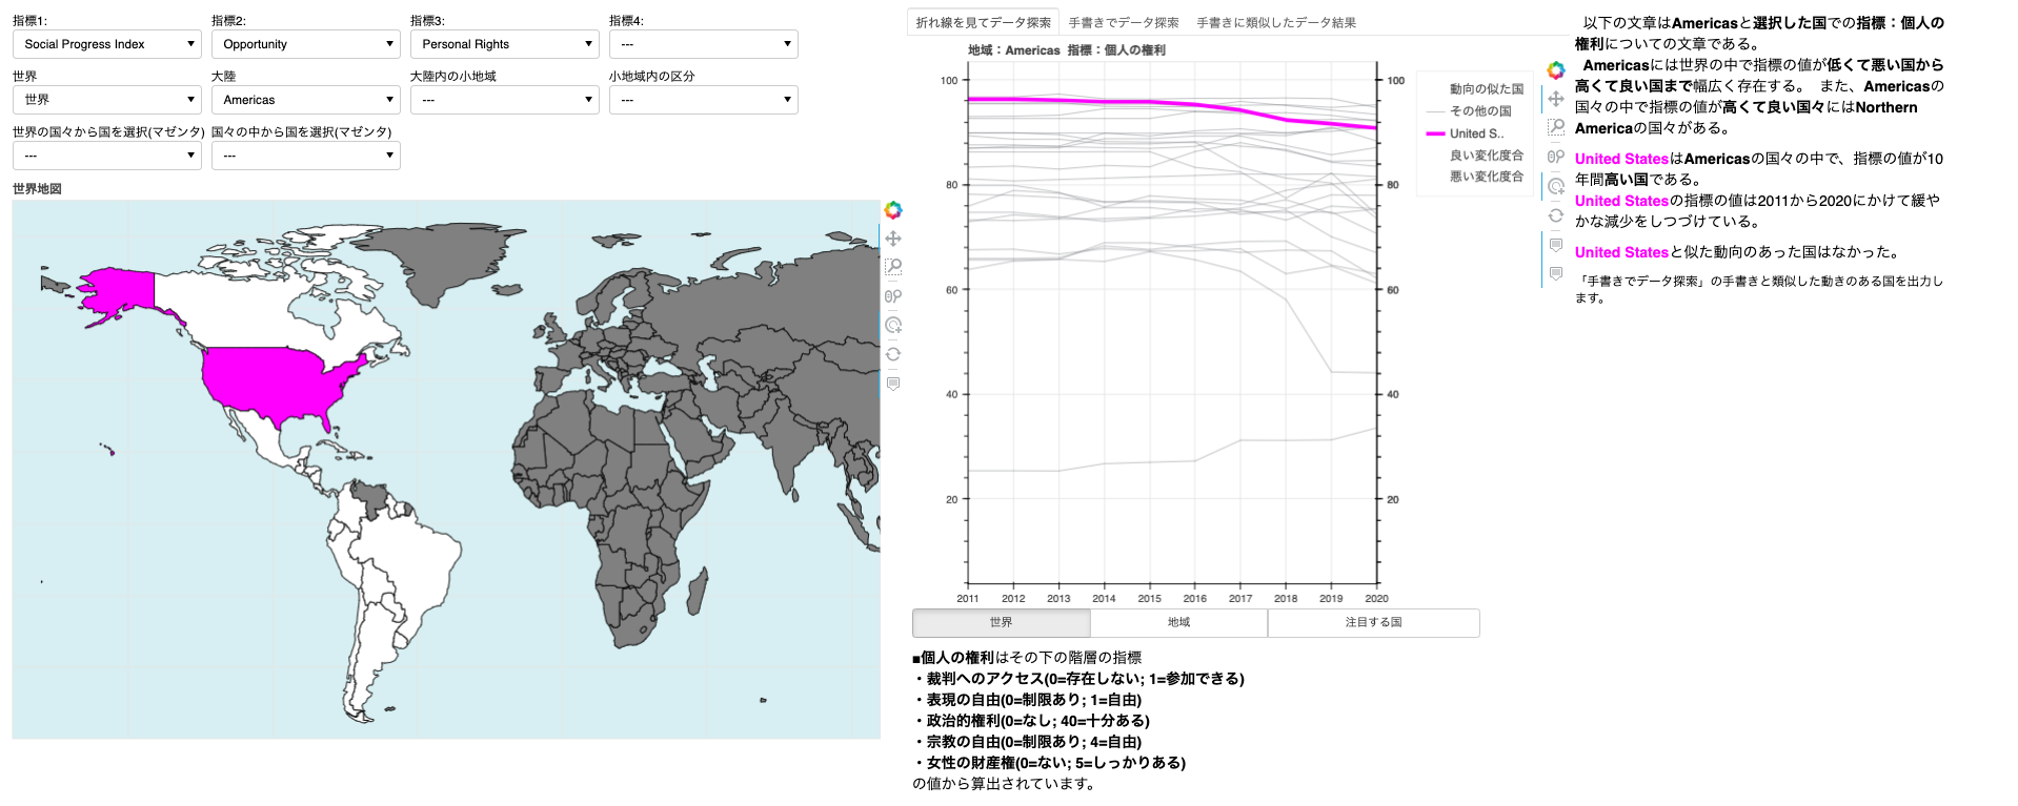 指標1:
指標2:
指標3:
指標4:
Social Progress Index
Opportunity
Personal Rights
---
世界
大陸
大陸内の小地域
小地域内の区分
世界
Americas
---
---
世界の国々から国を選択(マゼンタ)
国々の中から国を選択(マゼンタ)
---
---
世界地図
折れ線を見てデータ探索
手書きでデータ探索
手書きに類似したデータ結果
地域：Americas 指標：個人の権利
100
80
60
40
20
100
80
60
40
20
2011
2012
2013
2014
2015
2016
2017
2018
2019
2020
動向の似た国
その他の国
United S..
良い変化度合
悪い変化度合
世界
地域
注目する国
■個人の権利はその下の階層の指標
・裁判へのアクセス(0=存在しない; 1=参加できる)
・表現の自由(0=制限あり; 1=自由)
・政治的権利(0=なし; 40=十分ある)
・宗教の自由(0=制限あり; 4=自由)
・女性の財産権(0=ない; 5=しっかりある)
の値から算出されています。
以下の文章はAmericasと選択した国での指標：個人の
権利についての文章である。
Americasには世界の中で指標の値が低くて悪い国から
高くて良い国まで幅広く存在する。 また、Americasの
国々の中で指標の値が高くて良い国々にはNorthern
Americaの国々がある。
United StatesはAmericasの国々の中で、指標の値が10
年間高い国である。
United Statesの指標の値は2011から2020にかけて緩や
かな減少をしつづけている。
United Statesと似た動向のあった国はなかった。
「手書きでデータ探索」の手書きと類似した動きのある国を出力し
ます。